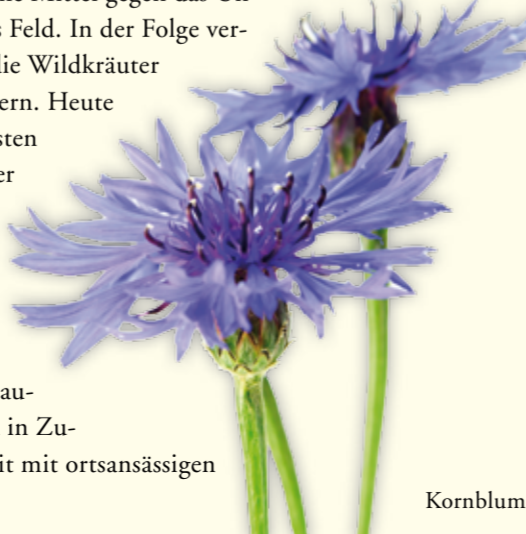 Mittel gegen das Un
Feld. In der Folge ver-
die Wildkräuter
ern. Heute
sten
er
au-
in Zu-
it mit ortsansässigen
Kornblum